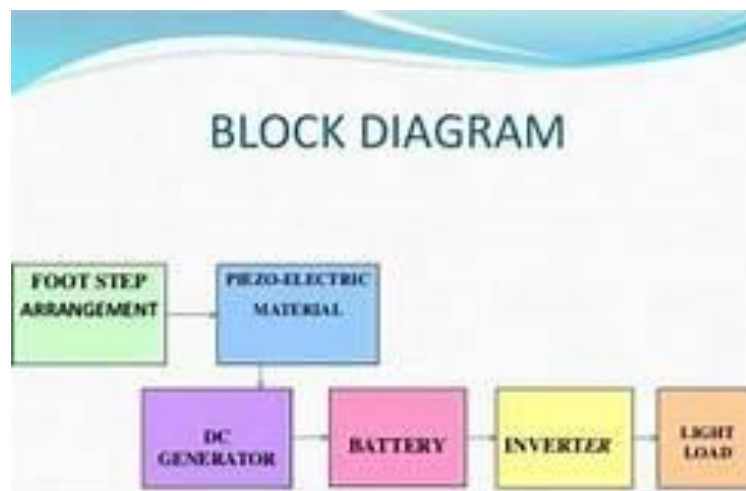 BLOCK DIAGRAM
FOOT STEP
ARRANGEMENT
PIEZO-ELECTRIC
MATERIAL
DC
GENERATOR
BATTERY
INVERTER
LIGHT
LOAD